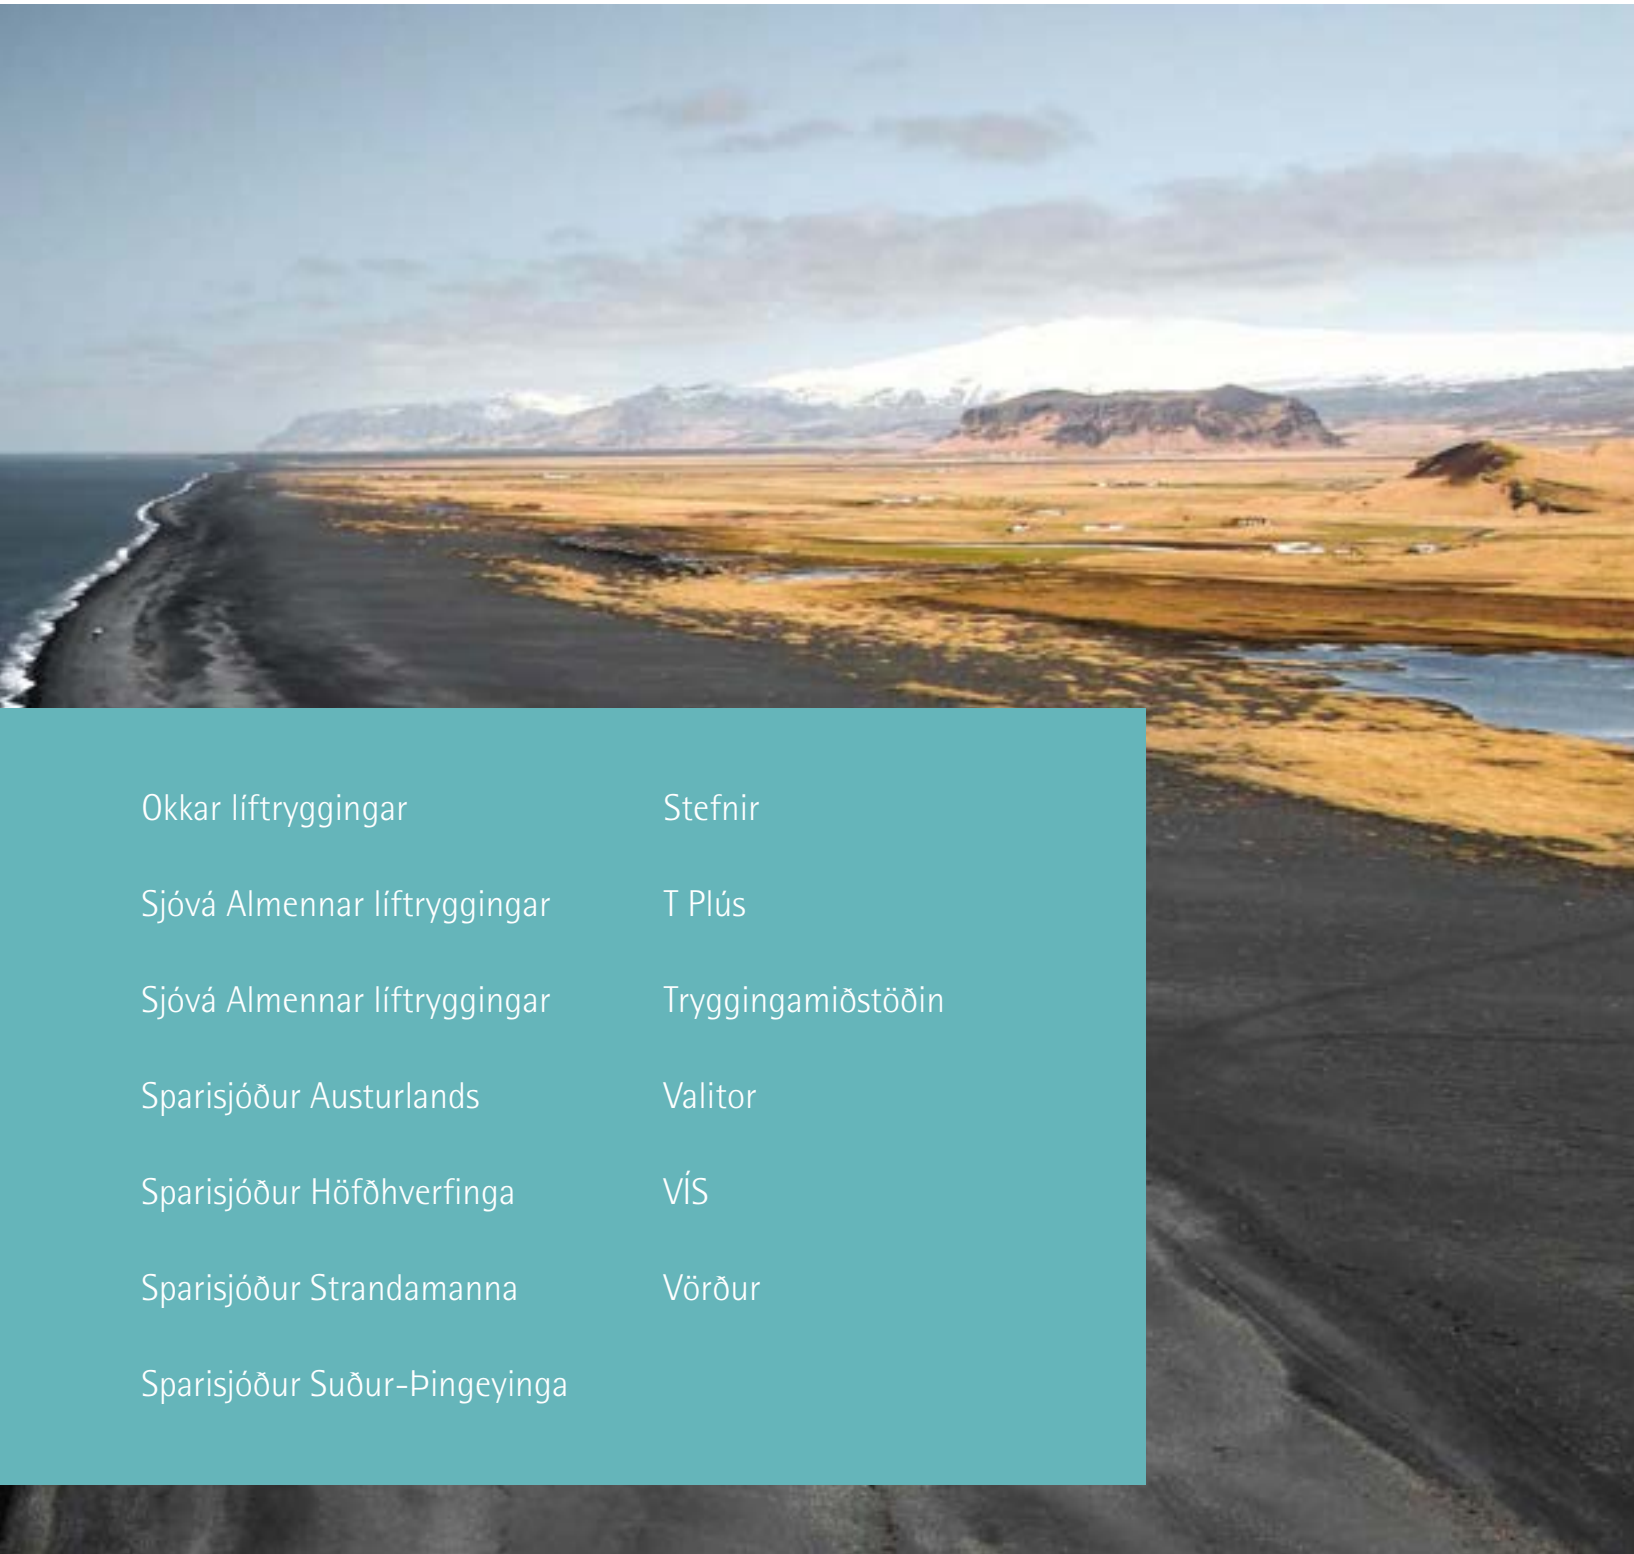 Okkar líftryggingar
Sjóvá Almennar líftryggingar
Sjóvá Almennar líftryggingar
Sparisjóður Austurlands
Sparisjóður Höfðhverfinga
Sparisjóður Strandamanna
Sparisjóður Suður-Þingeyinga
Stefnir
T Plús
Tryggingamiðstöðin
Valitor
VÍS
Vörður